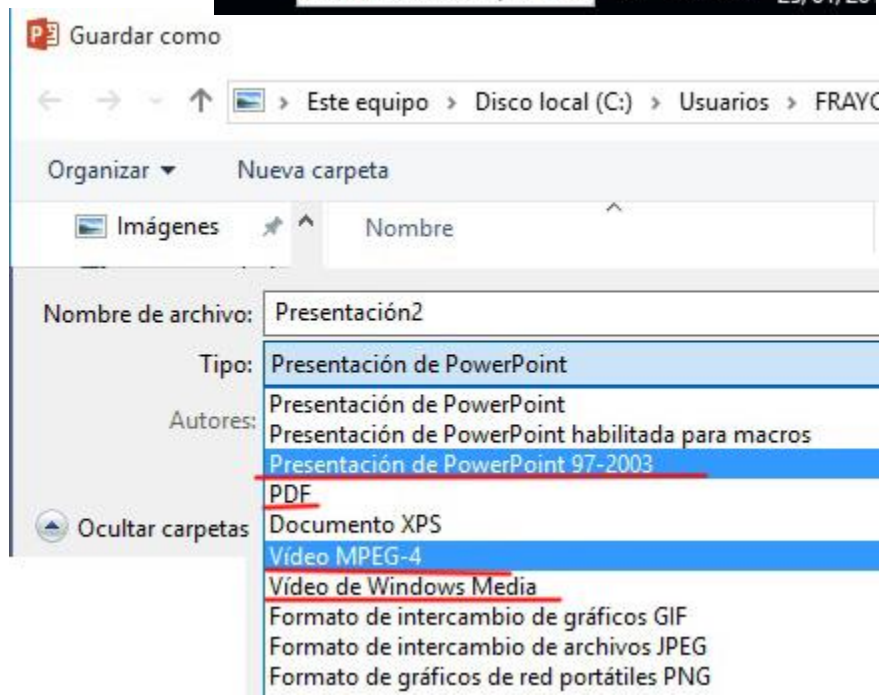 Guardar como
Este equipo > Disco local (C:) > Usuarios >
Organizar Nueva carpeta
Imágenes Nombre
Nombre de archivo: Presentación2
Tipo: Presentación de PowerPoint
Autores:
Presentación de PowerPoint
Presentación de PowerPoint habilitada para macros
Presentación de PowerPoint 97-2003
PDF
Ocultar carpetas
Documento XPS
Vídeo MPEG-4
Vídeo de Windows Media
Formato de intercambio de gráficos GIF
Formato de intercambio de archivos JPEG
Formato de gráficos de red portátiles PNG